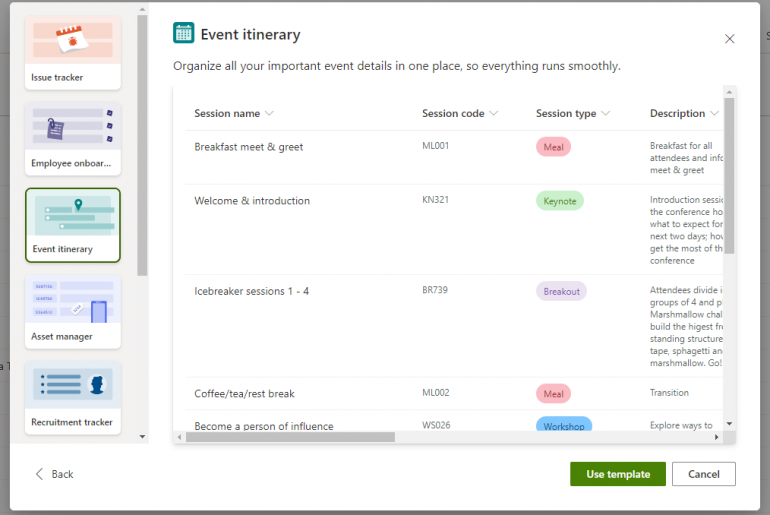 Issue tracker
Employee onboar...
Event itinerary
Asset manager
Recruitment tracker
Event itinerary
Organize all your important event details in one place, so everything runs smoothly.
Session name Session code Session type Description
Breakfast meet & greet ML001 Meal Breakfast for all
attendees and info
meet & greet
Welcome & introduction KN321 Keynote Introduction sessi
the conference ho
what to expect for
next two days; how
get the most of th
conference
Icebreaker sessions 1 - 4 BR739 Breakout Attendees divide i
groups of 4 and p
Marshmallow chal
build the higest fre
standing structure
tape, sphagetti and
marshmallow. Go!
Coffee/tea/rest break ML002 Meal Transition
Become a person of influence WS026 Workshop Explore ways to
Back
Use template
Cancel